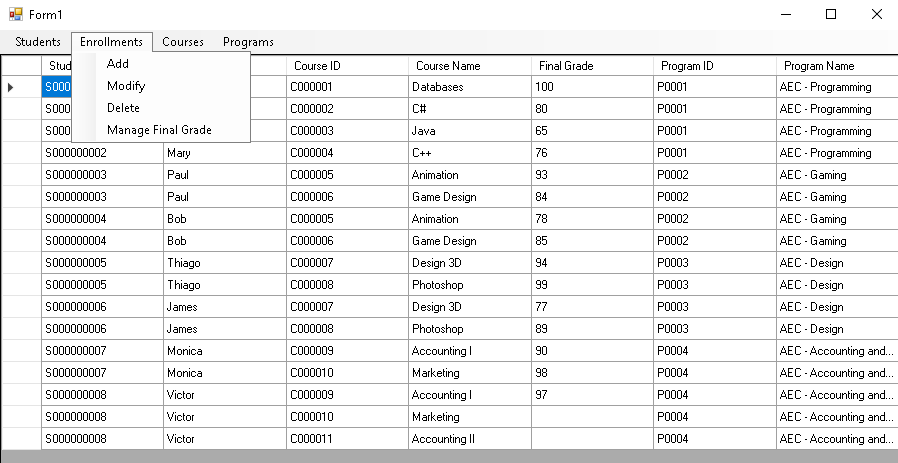 Form1
Students Enrollments Courses Programs
Stud Course ID Course Name Final Grade Program ID Program Name
Add
Modify
Delete
Manage Final Grade
S000 C000001 Databases 100 P0001 AEC - Programming
S000 C000002 C# 80 P0001 AEC - Programming
S000 C000003 Java 65 P0001 AEC - Programming
S000000002 Mary C000004 C++ 76 P0001 AEC - Programming
S000000003 Paul C000005 Animation 93 P0002 AEC - Gaming
S000000003 Paul C000006 Game Design 84 P0002 AEC - Gaming
S000000004 Bob C000005 Animation 78 P0002 AEC - Gaming
S000000004 Bob C000006 Game Design 85 P0002 AEC - Gaming
S000000005 Thiago C000007 Design 3D 94 P0003 AEC - Design
S000000005 Thiago C000008 Photoshop 99 P0003 AEC - Design
S000000006 James C000007 Design 3D 77 P0003 AEC - Design
S000000006 James C000008 Photoshop 89 P0003 AEC - Design
S000000007 Monica C000009 Accounting I 90 P0004 AEC - Accounting and...
S000000007 Monica C000010 Marketing 98 P0004 AEC - Accounting and...
S000000008 Victor C000009 Accounting I 97 P0004 AEC - Accounting and...
S000000008 Victor C000010 Marketing P0004 AEC - Accounting and...
S000000008 Victor C000011 Accounting II P0004 AEC - Accounting and...